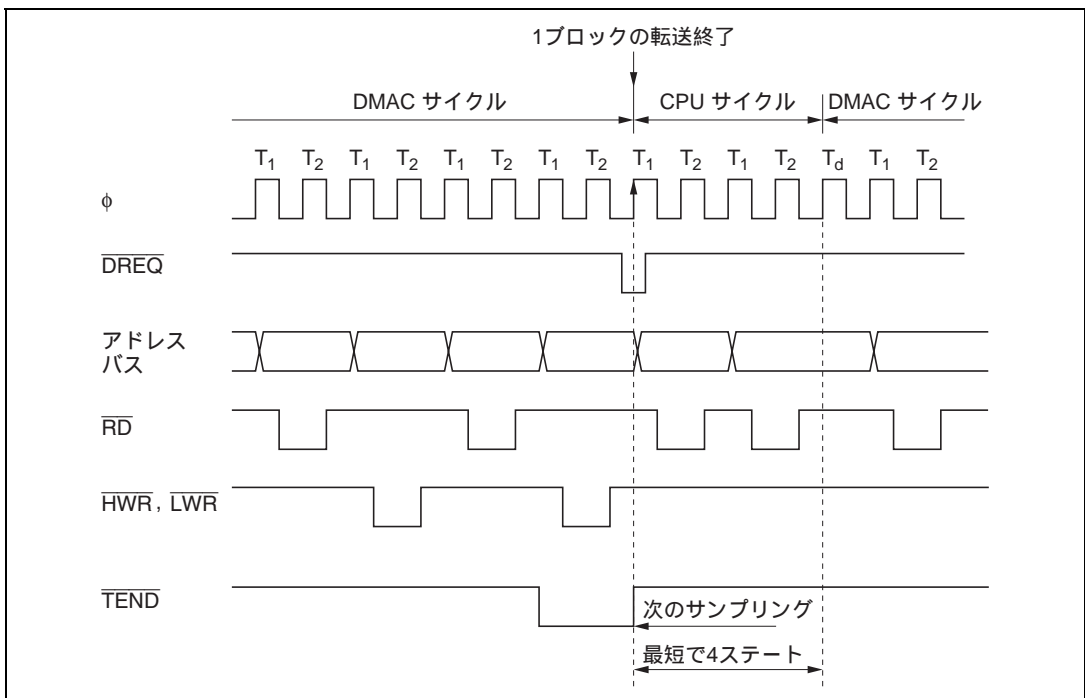 1ブロックの転送終了
DMAC サイクル CPU サイクル DMAC サイクル
T1 T2 T1 T2 T1 T2 T1 T2 T1 T2 T1 T2 Td T1 T2
φ
DREQ
アドレス
バス
RD
HWR, LWR
TEND
次のサンプリング
最短で4ステート